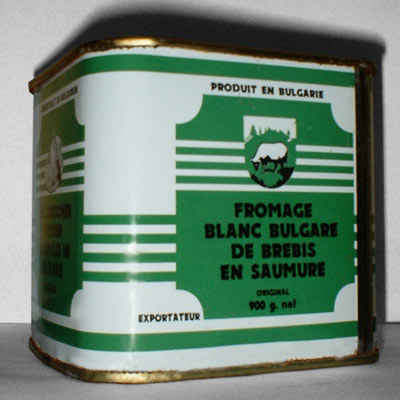 PRODUIT EN BULGARIE
FROMAGE
BLANC BULGARE
DE BREBIS
EN SAUMURE
ORIGINAL
900 g. net
EXPORTATEUR